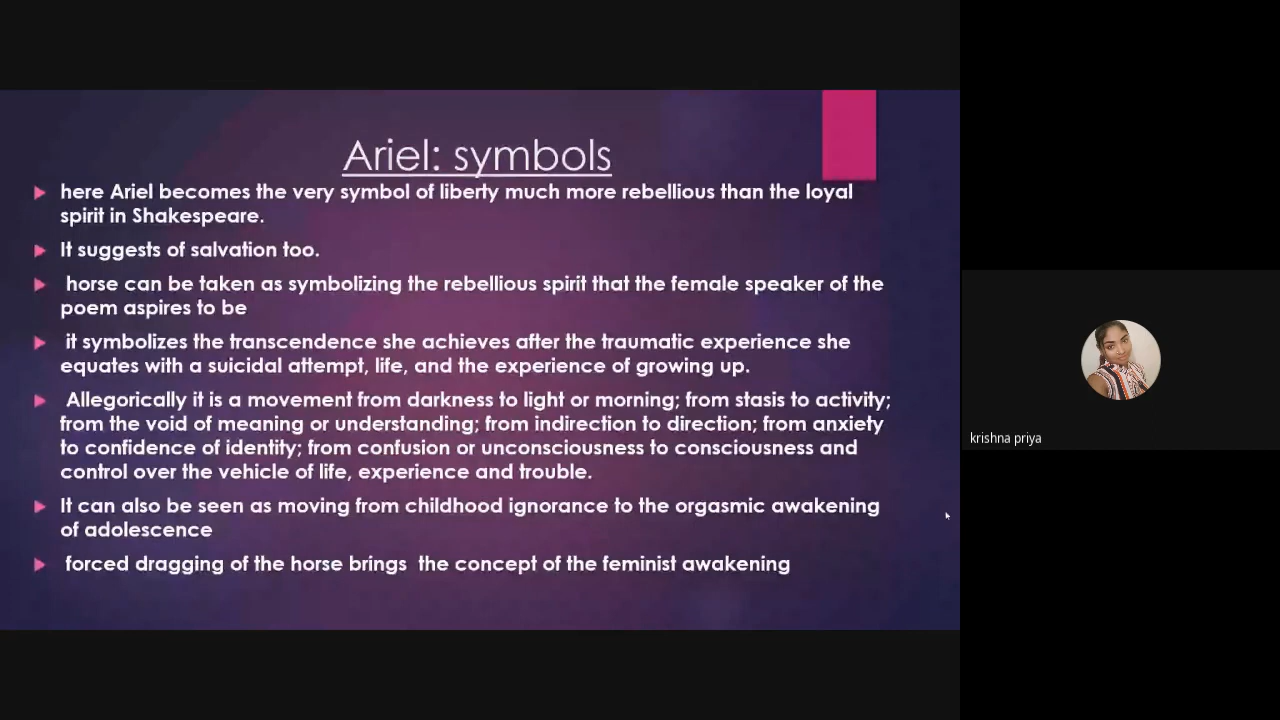 Ariel: symbols
here Ariel becomes the very symbol of liberty much more rebellious than the loyal
spirit in Shakespeare.
It suggests of salvation too.
horse can be taken as symbolizing the rebellious spirit that the female speaker of the
poem aspires to be
it symbolizes the transcendence she achieves after the traumatic experience she
equates with a suicidal attempt, life, and the experience of growing up.
Allegorically it is a movement from darkness to light or morning; from stasis to activity;
from the void of meaning or understanding; from indirection to direction; from anxiety
to confidence of identity; from confusion or unconsciousness to consciousness and
control over the vehicle of life, experience and trouble.
It can also be seen as moving from childhood ignorance to the orgasmic awakening
of adolescence
forced dragging of the horse brings  the concept of the feminist awakening
krishna priya